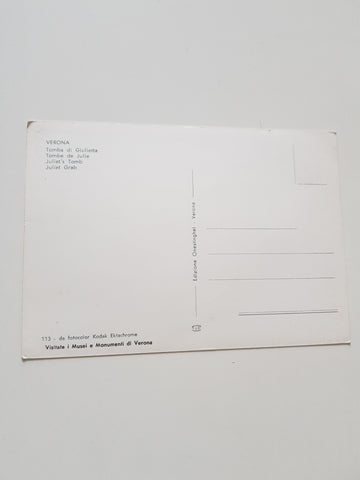 VERONA
Tomba di Giulietta
Tombe de Julie
Juliet's Tomb
Juliet Grab
Edizione Onestinghel - Verona
113 - da fotocolor Kodak Ektachrome
Visitate i Musei e Monumenti di Verona